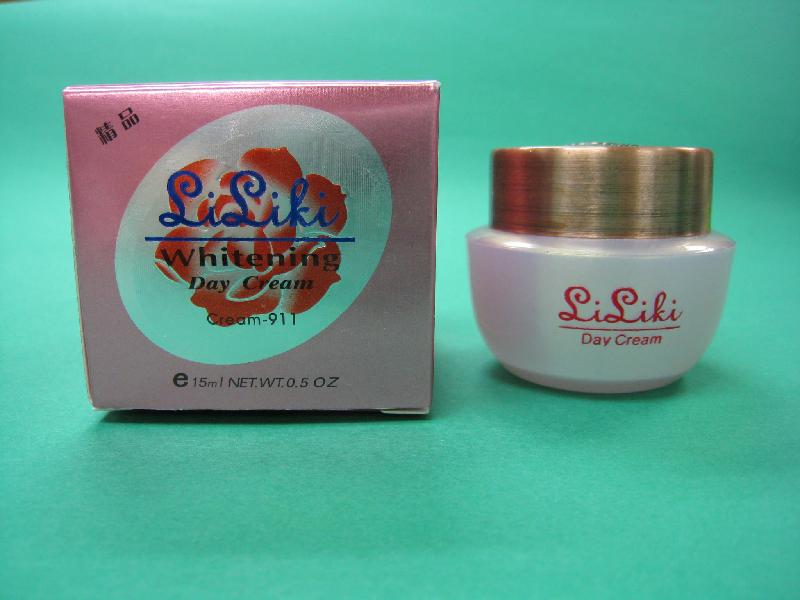 精品
LiLiki
Whitening
Day Cream
Cream-911
e 15ml NET.WT.0.5 OZ
LiLiki
Day Cream